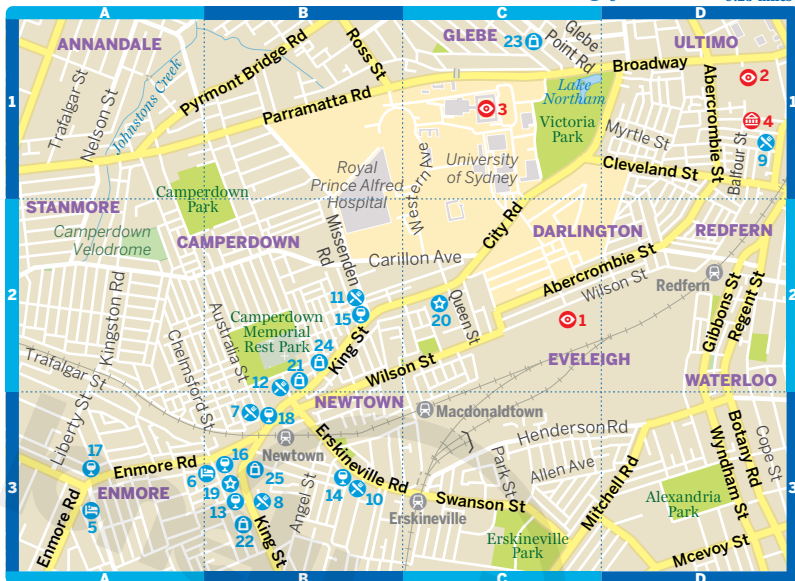 A
B
C
D
ANNANDALE
GLEBE
23
Glebe
Point Rd
ULTIMO
Trafalgar St
Nelson St
Johnstons Creek
Pyrmont Bridge Rd
Ross St
Parramatta Rd
Broadway
Lake
Northam
Abercrombie St
2
1
1
3
4
9
Balfour St
Victoria
Park
Myrtle St
University
of Sydney
Western Ave
Royal
Prince Alfred
Hospital
Cleveland St
Camperdown
Park
STANMORE
Camperdown
Velodrome
CAMPERDOWN
Missenden
Rd
City Rd
DARLINGTON
REDFERN
Carillon Ave
Abercrombie St
Wilson St
Redfern
2
2
Kingston Rd
Chelmsford St
Australia St
11
15
20
Queen St
1
Gibbons St
Regent St
Camperdown
Memorial
Rest Park
24
21
12
King St
Wilson St
EVELEIGH
WATERLOO
Trafalgar St
Liberty St
NEWTOWN
7
18
Macdonaldtown
Newtown
Erskineville Rd
Henderson Rd
Park St
Allen Ave
Mitchell Rd
Botany Rd
Wyndham St
Cope St
17
Enmore Rd
16
6
19
25
13
8
22
King St
Angel St
14
10
3
3
ENMORE
5
Enmore Rd
Swanson St
Erskineville
Erskineville
Park
Alexandria
Park
Mcevoy St
A
B
C
D